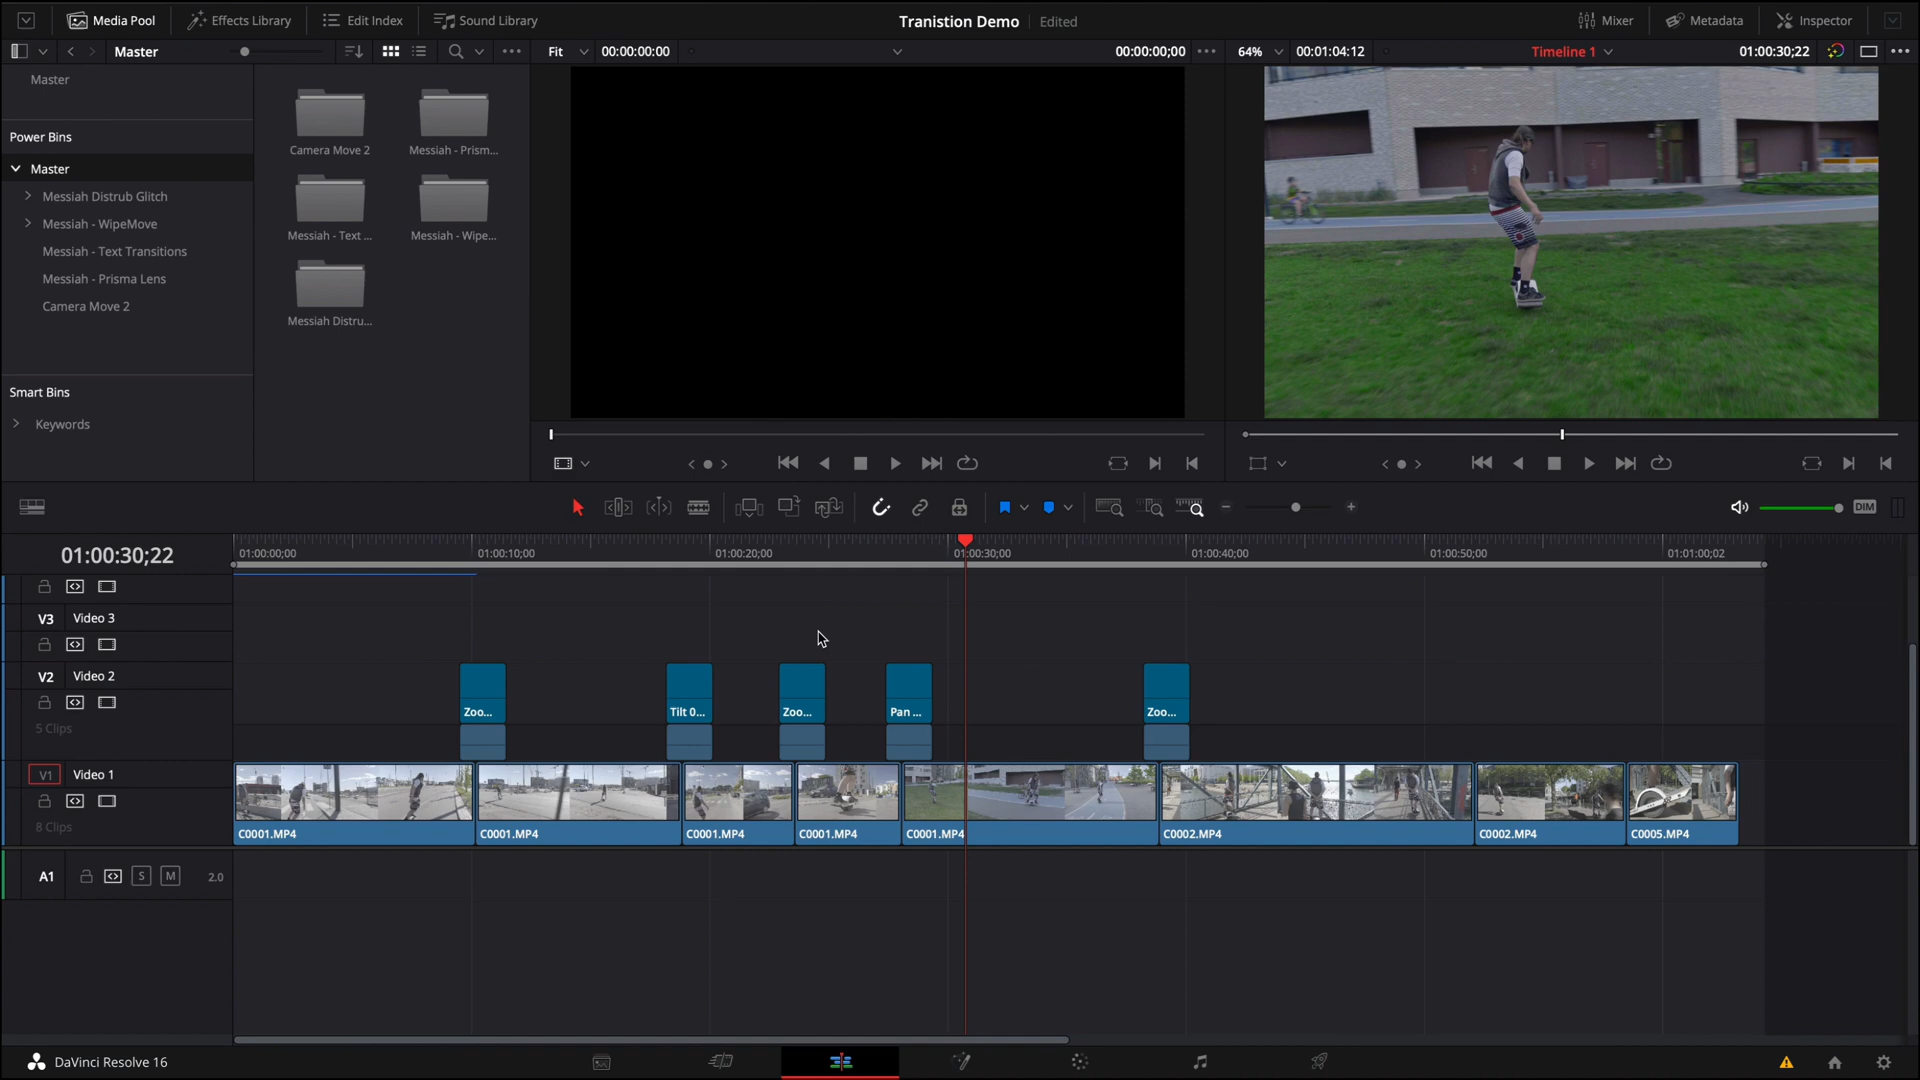 Media Pool
Effects Library
Edit Index
Sound Library
Tranistion Demo
Edited
Mixer
Metadata
Inspector
Master
Fit
00:00:00:00
00:00:00;00
64%
00:01:04:12
Timeline 1
01:00:30;22
Master
Power Bins
Master
Messiah Distrub Glitch
Messiah - WipeMove
Messiah - Text Transitions
Messiah - Prisma Lens
Camera Move 2
Smart Bins
Keywords
Camera Move 2
Messiah - Prism...
Messiah - Text ...
Messiah - Wipe...
Messiah Distru...
DIM
01:00:30;22
01:00:00;00
01:00:10;00
01:00:20;00
01:00:30;00
01:00:40;00
01:00:50;00
01:01:00;02
V3
Video 3
V2
Video 2
5 Clips
Zoo...
Tilt 0...
Zoo...
Pan ...
Zoo...
V1
Video 1
8 Clips
C0001.MP4
C0001.MP4
C0001.MP4
C0001.MP4
C0001.MP4
C0002.MP4
C0002.MP4
C0005.MP4
A1
S
M
2.0
DaVinci Resolve 16